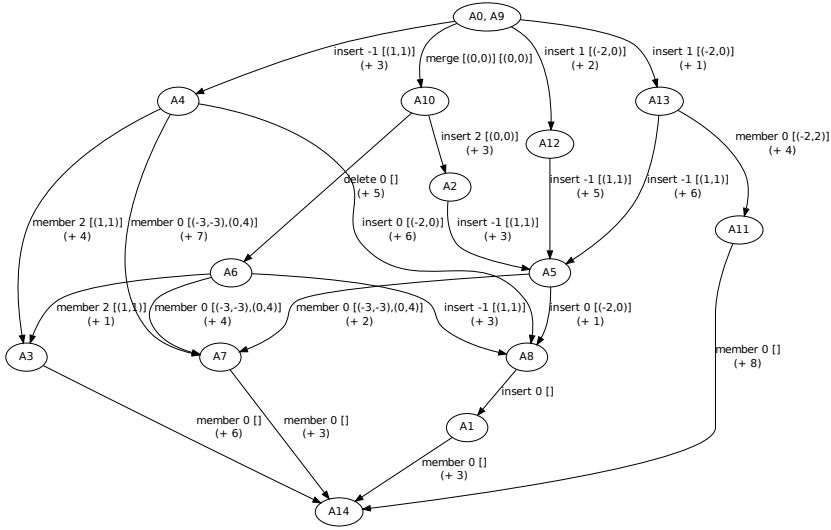 A0, A9
insert -1 [(1,1)]
(+ 3)
merge [(0,0)] [(0,0)]
insert 1 [(-2,0)]
(+ 2)
insert 1 [(-2,0)]
(+ 1)
A4
A10
A13
A12
insert 2 [(0,0)]
(+ 3)
member 0 [(-2,2)]
(+ 4)
delete 0 []
(+ 5)
A2
insert -1 [(1,1)]
(+ 5)
insert -1 [(1,1)]
(+ 6)
member 2 [(1,1)]
(+ 4)
member 0 [(-3,-3),(0,4)]
(+ 7)
insert 0 [(-2,0)]
(+ 6)
insert -1 [(1,1)]
(+ 3)
A11
A6
A5
member 2 [(1,1)]
(+ 1)
member 0 [(-3,-3),(0,4)]
(+ 4)
member 0 [(-3,-3),(0,4)]
(+ 2)
insert -1 [(1,1)]
(+ 3)
insert 0 [(-2,0)]
(+ 1)
A3
A7
A8
member 0 []
(+ 8)
insert 0 []
member 0 []
(+ 6)
member 0 []
(+ 3)
A1
member 0 []
(+ 3)
A14